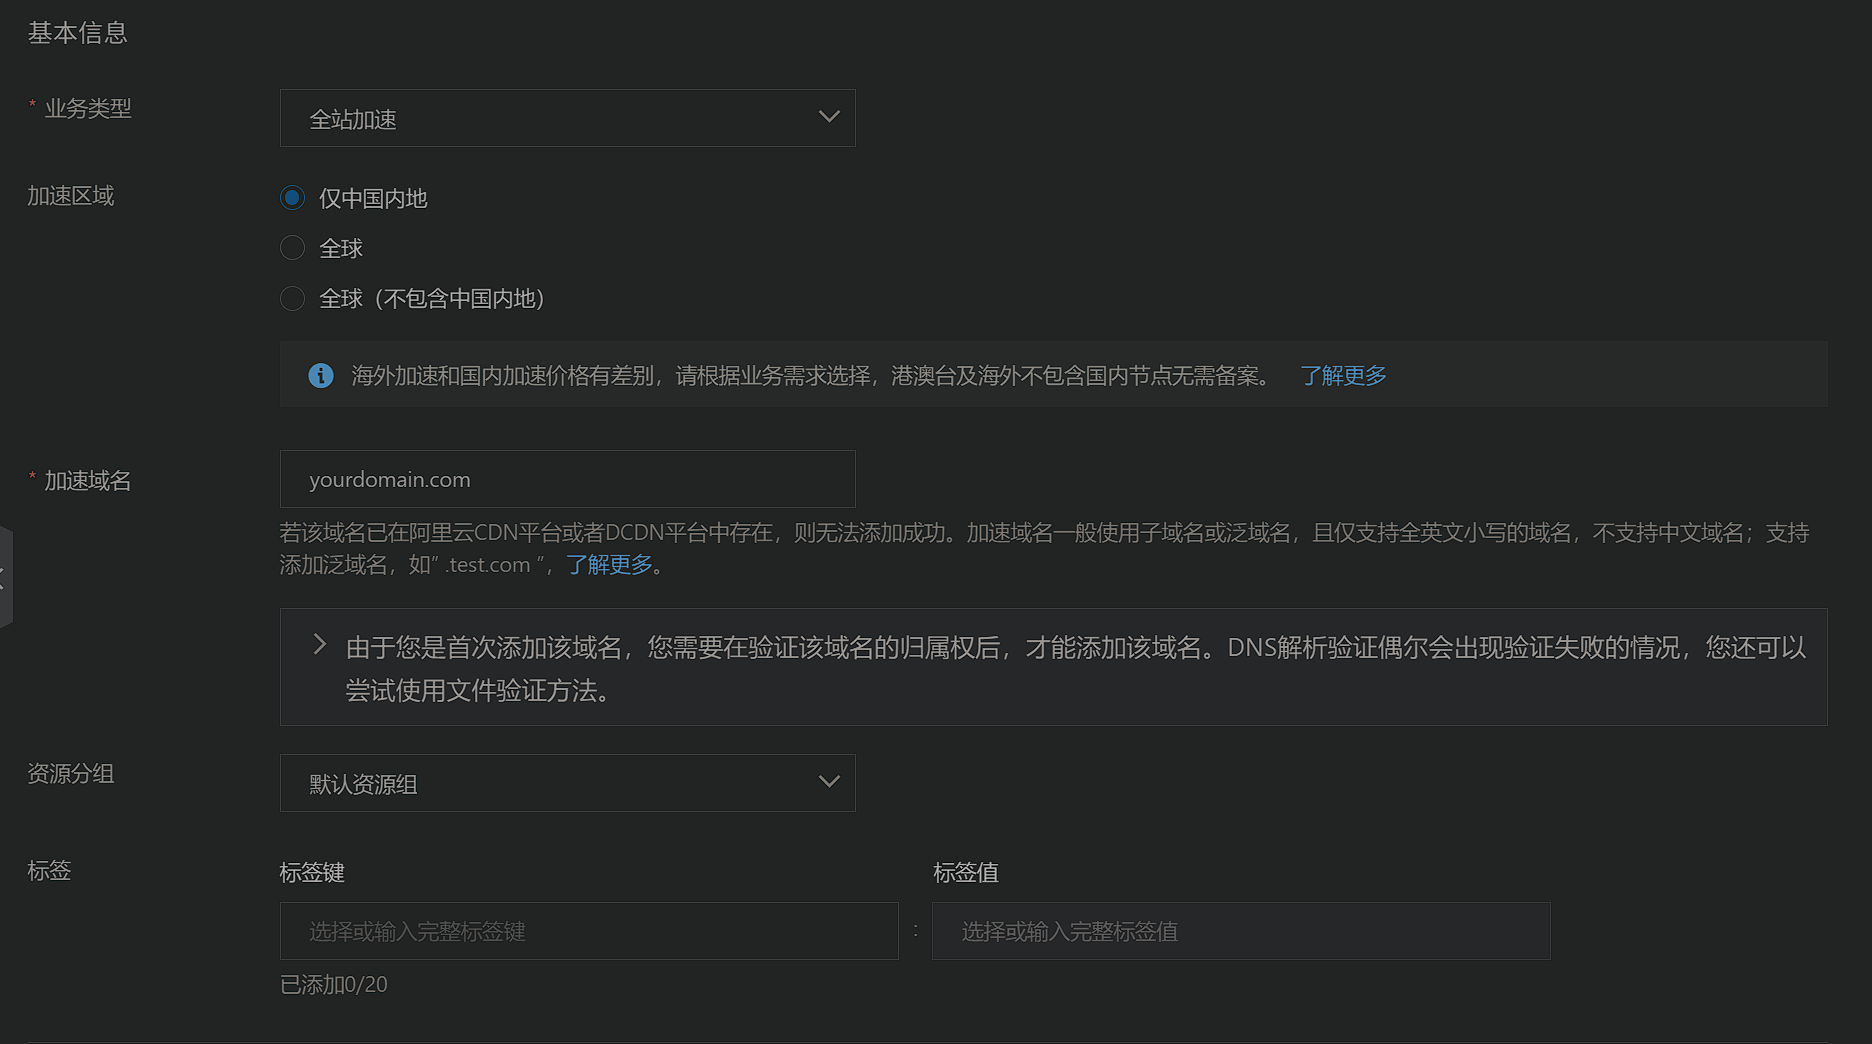 基本信息
* 业务类型
全站加速
加速区域
仅中国内地
全球
全球（不包含中国内地）
海外加速和国内加速价格有差别，请根据业务需求选择，港澳台及海外不包含国内节点无需备案。 了解更多
* 加速域名
yourdomain.com
若该域名已在阿里云CDN平台或者DCDN平台中存在，则无法添加成功。加速域名一般使用子域名或泛域名，且仅支持全英文小写的域名，不支持中文域名；支持
添加泛域名，如” .test.com ”，了解更多。
由于您是首次添加该域名，您需要在验证该域名的归属权后，才能添加该域名。DNS解析验证偶尔会出现验证失败的情况，您还可以
尝试使用文件验证方法。
资源分组
默认资源组
标签
标签键
标签值
选择或输入完整标签键
:
选择或输入完整标签值
已添加0/20